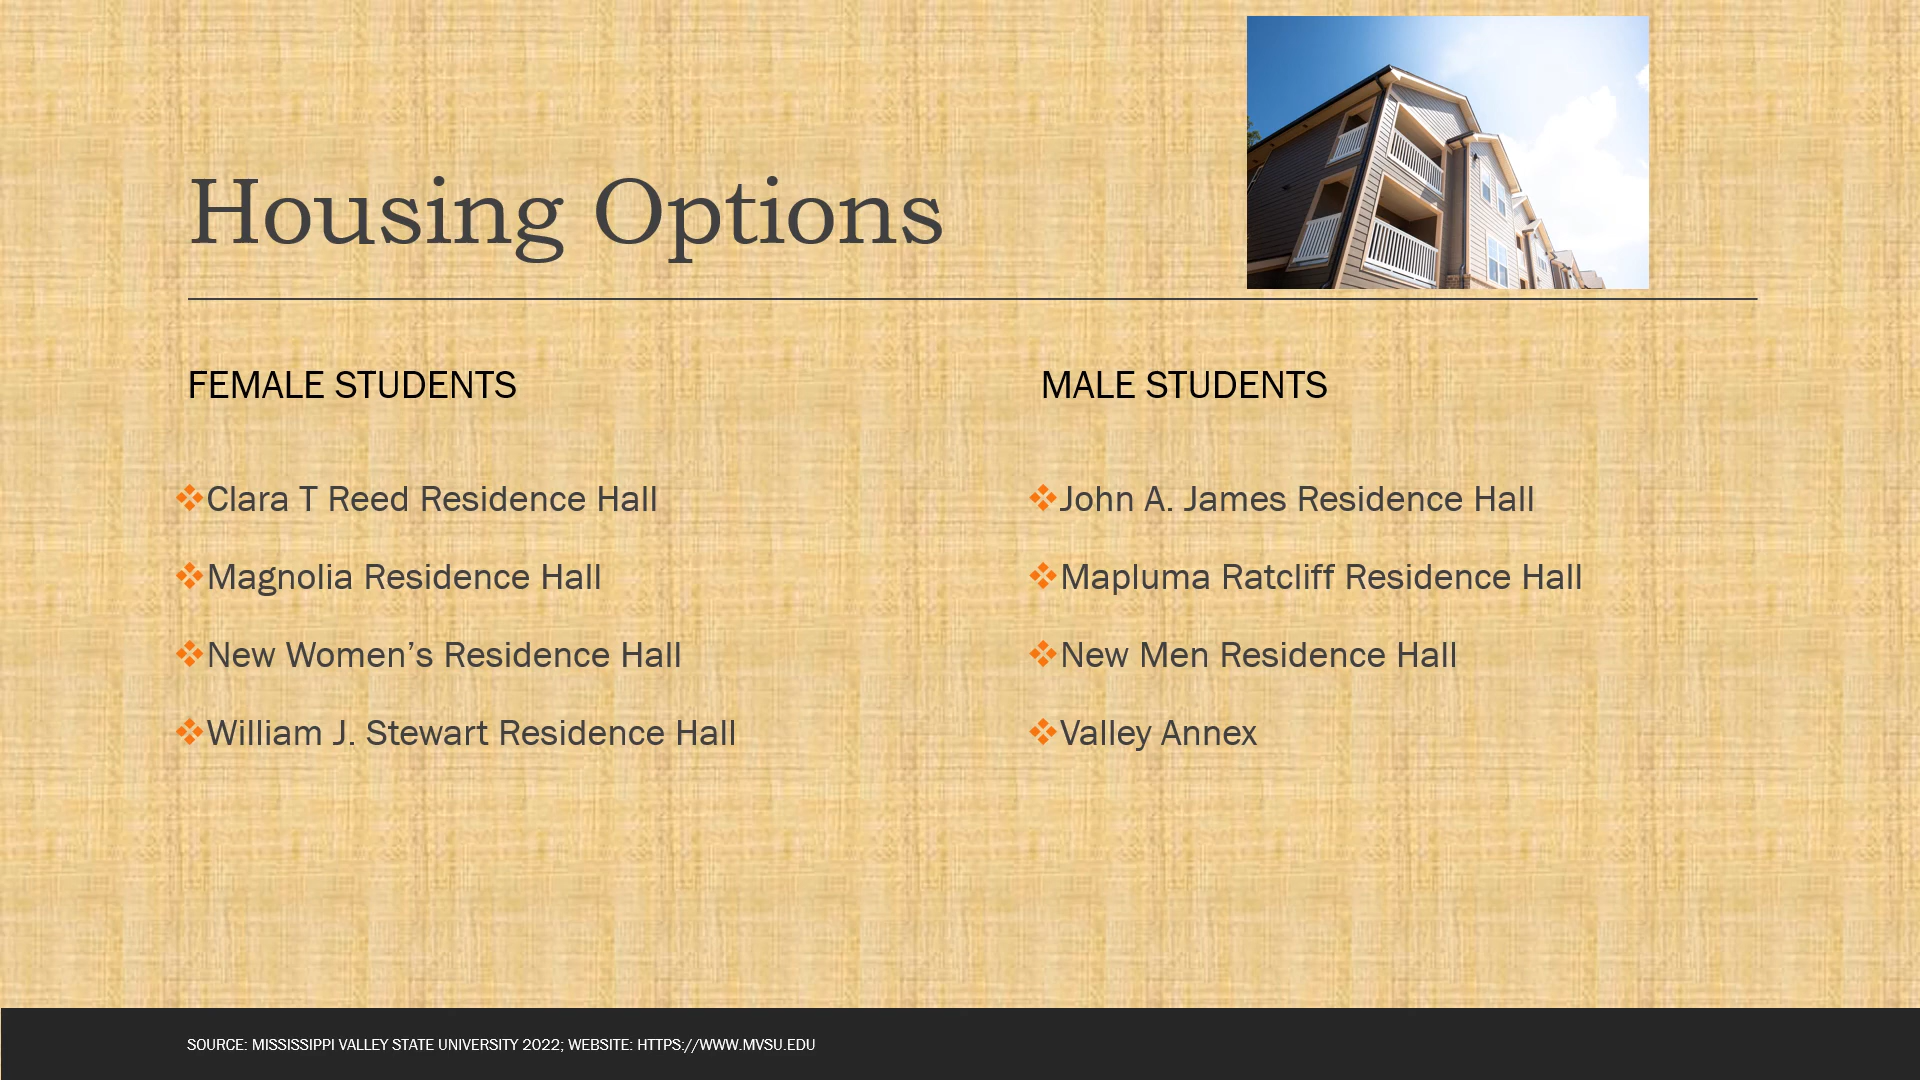 Housing Options
FEMALE STUDENTS
Clara T Reed Residence Hall
Magnolia Residence Hall
New Women’s Residence Hall
William J. Stewart Residence Hall
MALE STUDENTS
John A. James Residence Hall
Mapluma Ratcliff Residence Hall
New Men Residence Hall
Valley Annex
SOURCE: MISSISSIPPI VALLEY STATE UNIVERSITY 2022; WEBSITE: HTTPS://WWW.MVSU.EDU